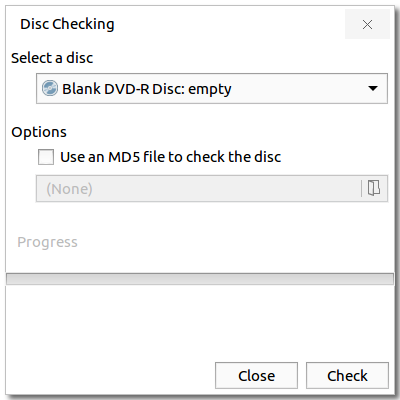 Disc Checking
Select a disc
Blank DVD-R Disc: empty
Options
Use an MD5 file to check the disc
(None)
Progress
Close Check